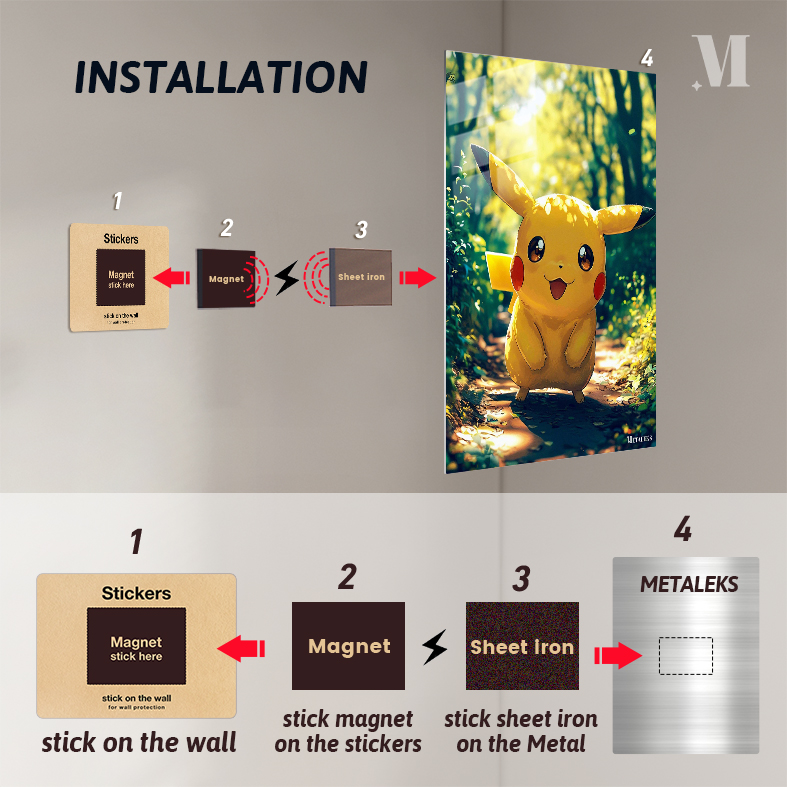 INSTALLATION
M
4
1
2
3
Stickers
Magnet
stick here
stick on the wall
for wall protection
Magnet
Sheet iron
METALEKS
1
2
3
4
Stickers
Magnet
stick here
stick on the wall
for wall protection
Magnet
Sheet iron
METALEKS
stick on the wall
stick magnet
on the stickers
stick sheet iron
on the Metal